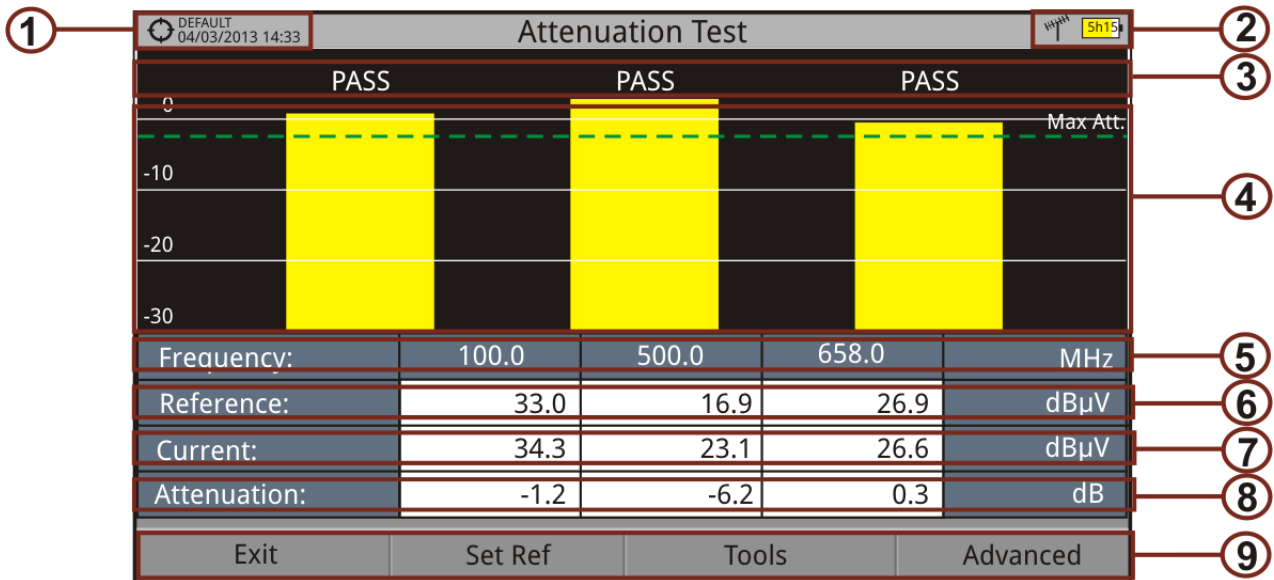 1
DEFAULT
04/03/2013 14:33
Attenuation Test
5h15
2
PASS PASS PASS
3
0
Max Att.
-10
4
-20
-30
Frequency: 100.0 500.0 658.0 MHz
5
Reference: 33.0 16.9 26.9 dBµV
6
Current: 34.3 23.1 26.6 dBµV
7
Attenuation: -1.2 -6.2 0.3 dB
8
Exit Set Ref Tools Advanced
9